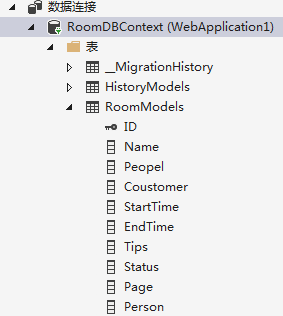 数据连接
RoomDBContext (WebApplication1)
表
__MigrationHistory
HistoryModels
RoomModels
ID
Name
Peopel
Coustomer
StartTime
EndTime
Tips
Status
Page
Person